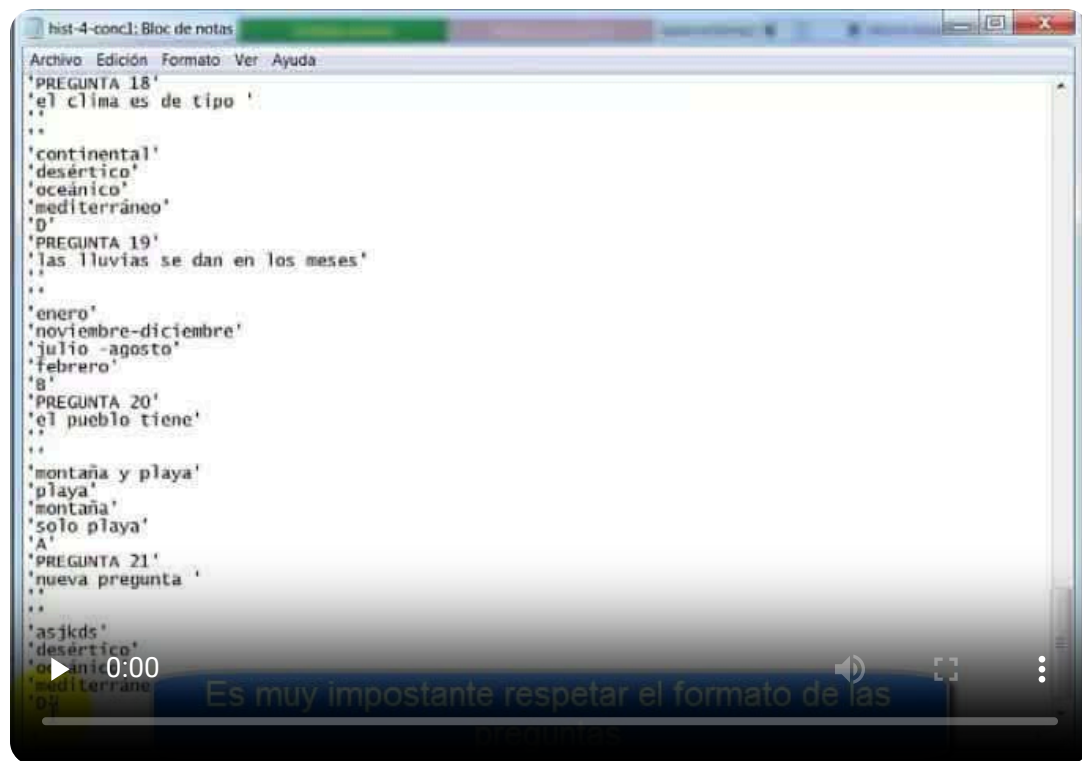 hist-4-conc1: Bloc de notas
Archivo Edición Formato Ver Ayuda
'PREGUNTA 18'
'el clima es de tipo '
''
''
'continental'
'desértico'
'oceánico'
'mediterráneo'
'D'
'PREGUNTA 19'
'las lluvias se dan en los meses'
''
''
'enero'
'noviembre-diciembre'
'julio -agosto'
'febrero'
'B'
'PREGUNTA 20'
'el pueblo tiene'
''
''
'montaña y playa'
'playa'
'montaña'
'solo playa'
'A'
'PREGUNTA 21'
'nueva pregunta '
''
''
'asjkds'
'desértico'
0:00
'mediterrane
'D'
Es muy impostante respetar el formato de las
preguntas